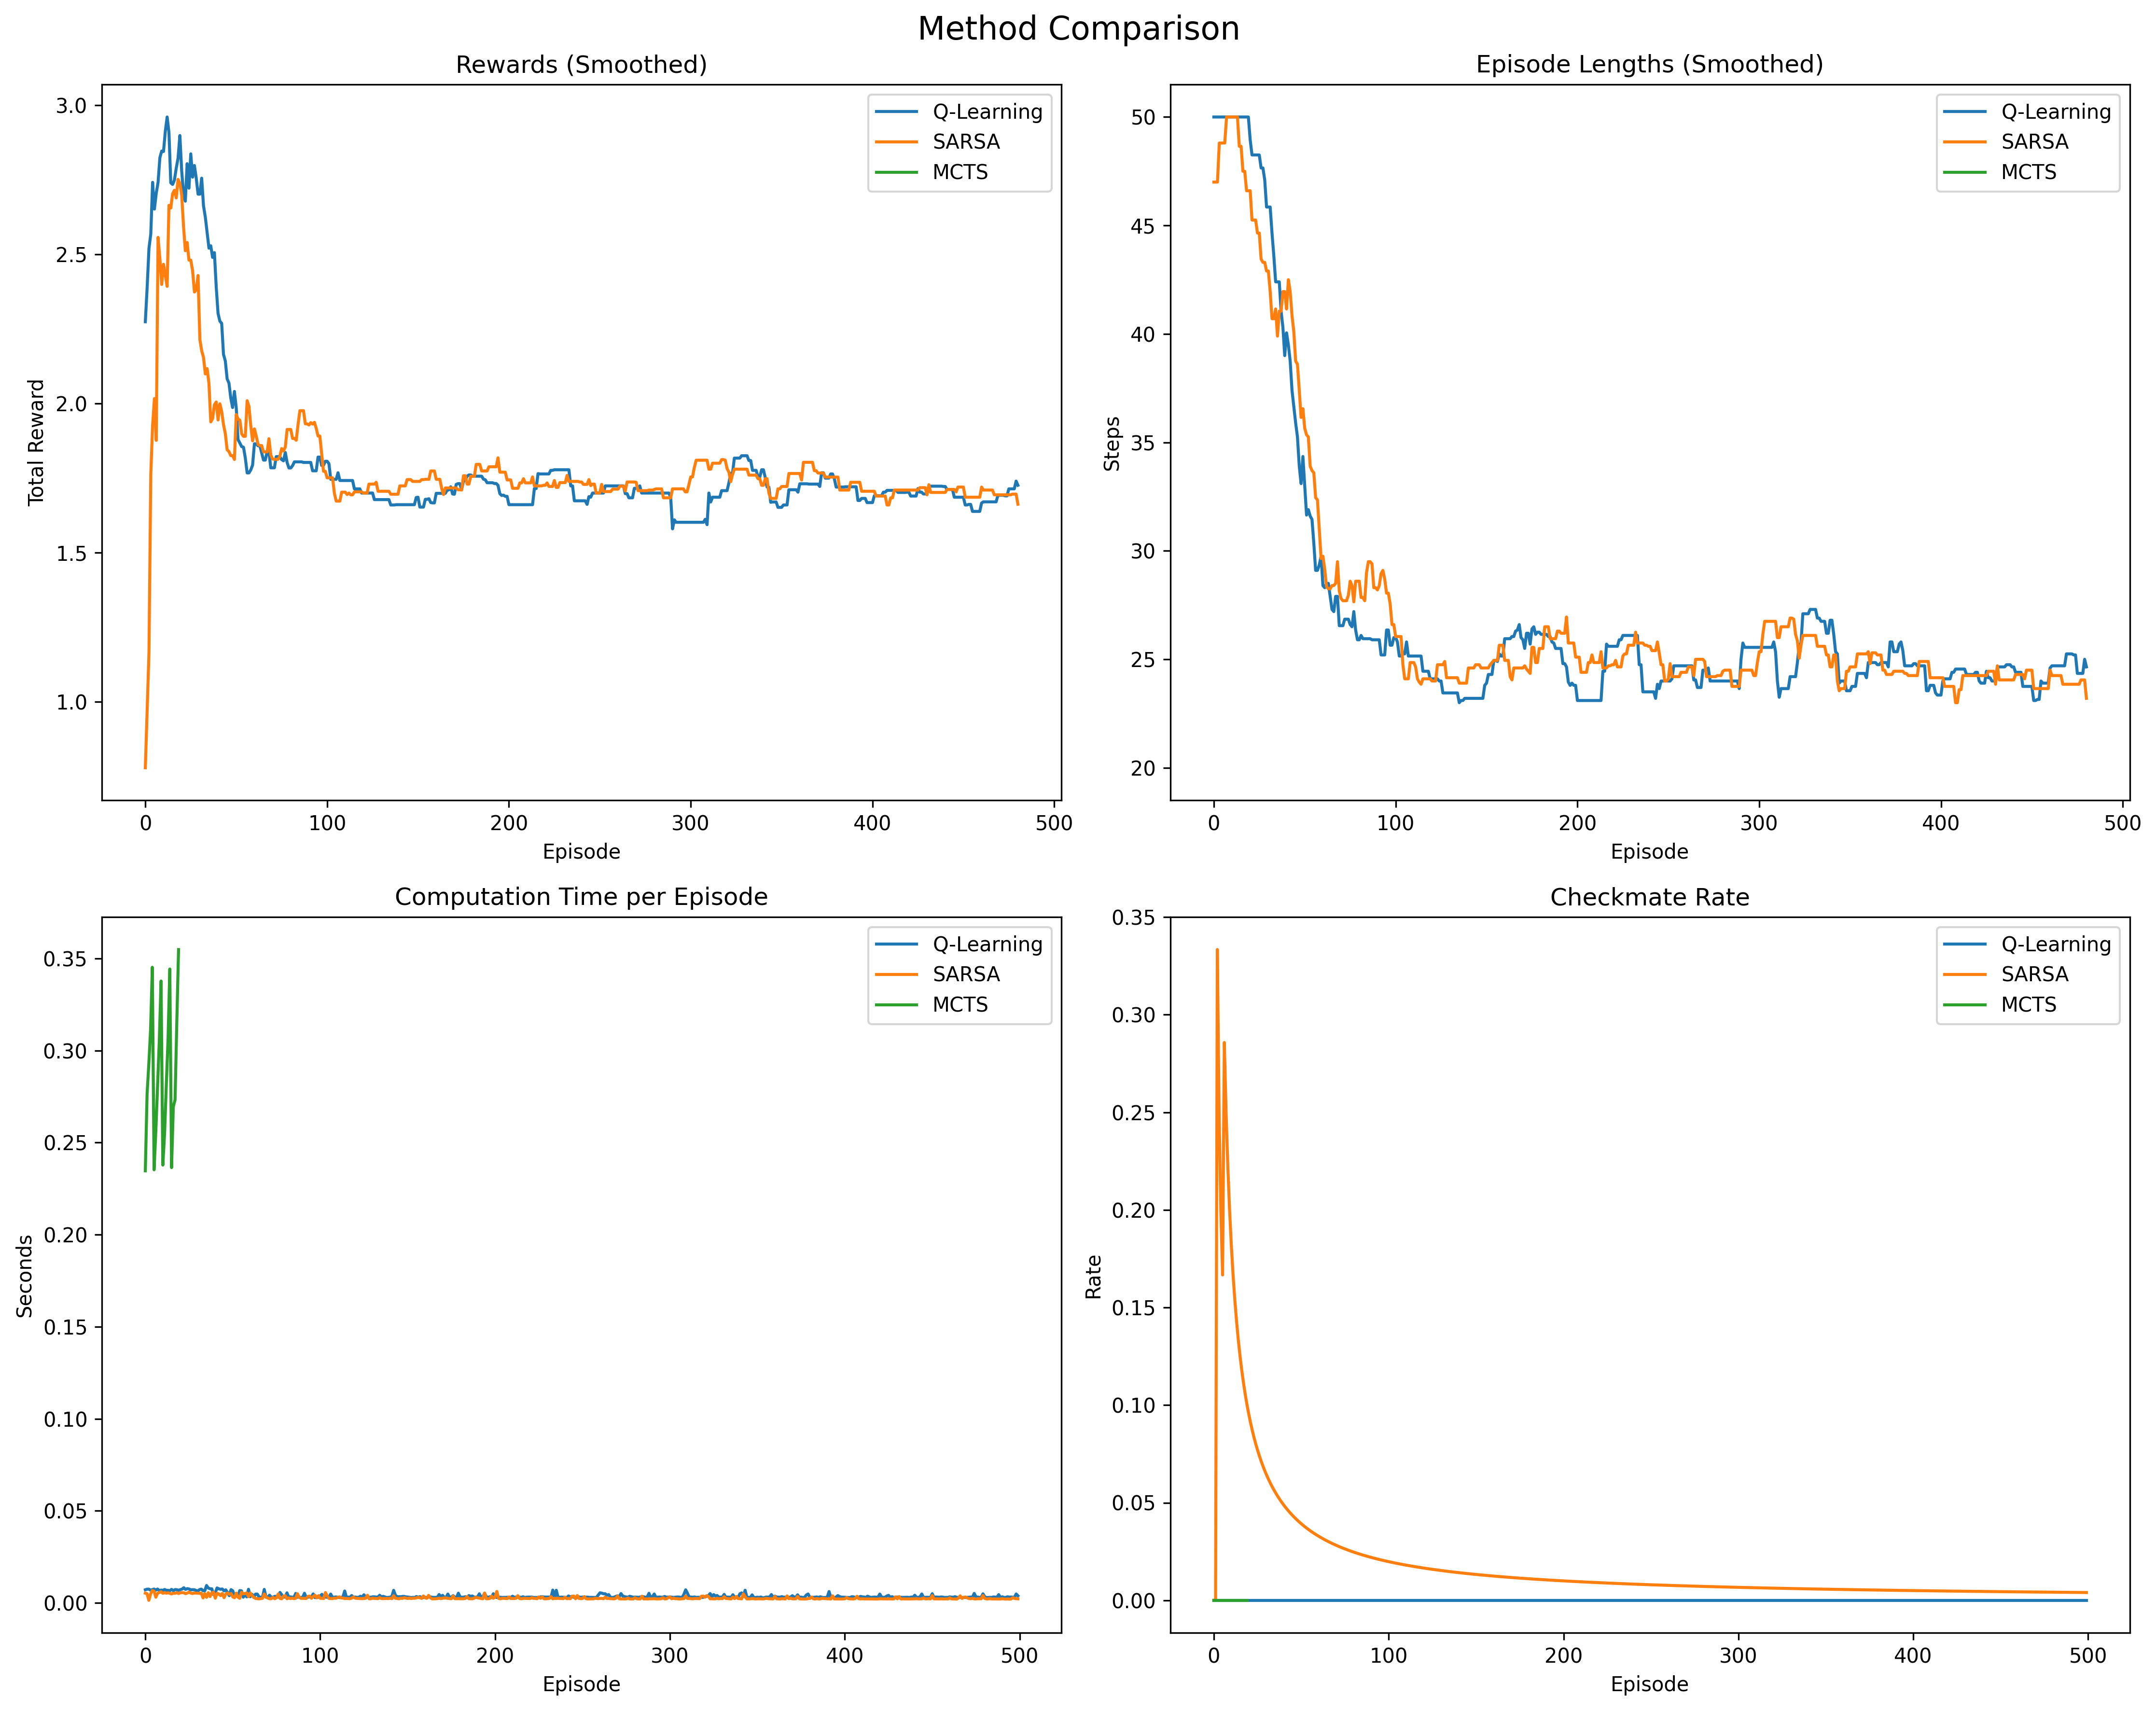 Method Comparison
Rewards (Smoothed)
Total Reward
3.0
2.5
2.0
1.5
1.0
0 100 200 300 400 500
Episode
Q-Learning
SARSA
MCTS
Episode Lengths (Smoothed)
Steps
50
45
40
35
30
25
20
0 100 200 300 400 500
Episode
Q-Learning
SARSA
MCTS
Computation Time per Episode
Seconds
0.35
0.30
0.25
0.20
0.15
0.10
0.05
0.00
0 100 200 300 400 500
Episode
Q-Learning
SARSA
MCTS
Checkmate Rate
Rate
0.35
0.30
0.25
0.20
0.15
0.10
0.05
0.00
0 100 200 300 400 500
Episode
Q-Learning
SARSA
MCTS